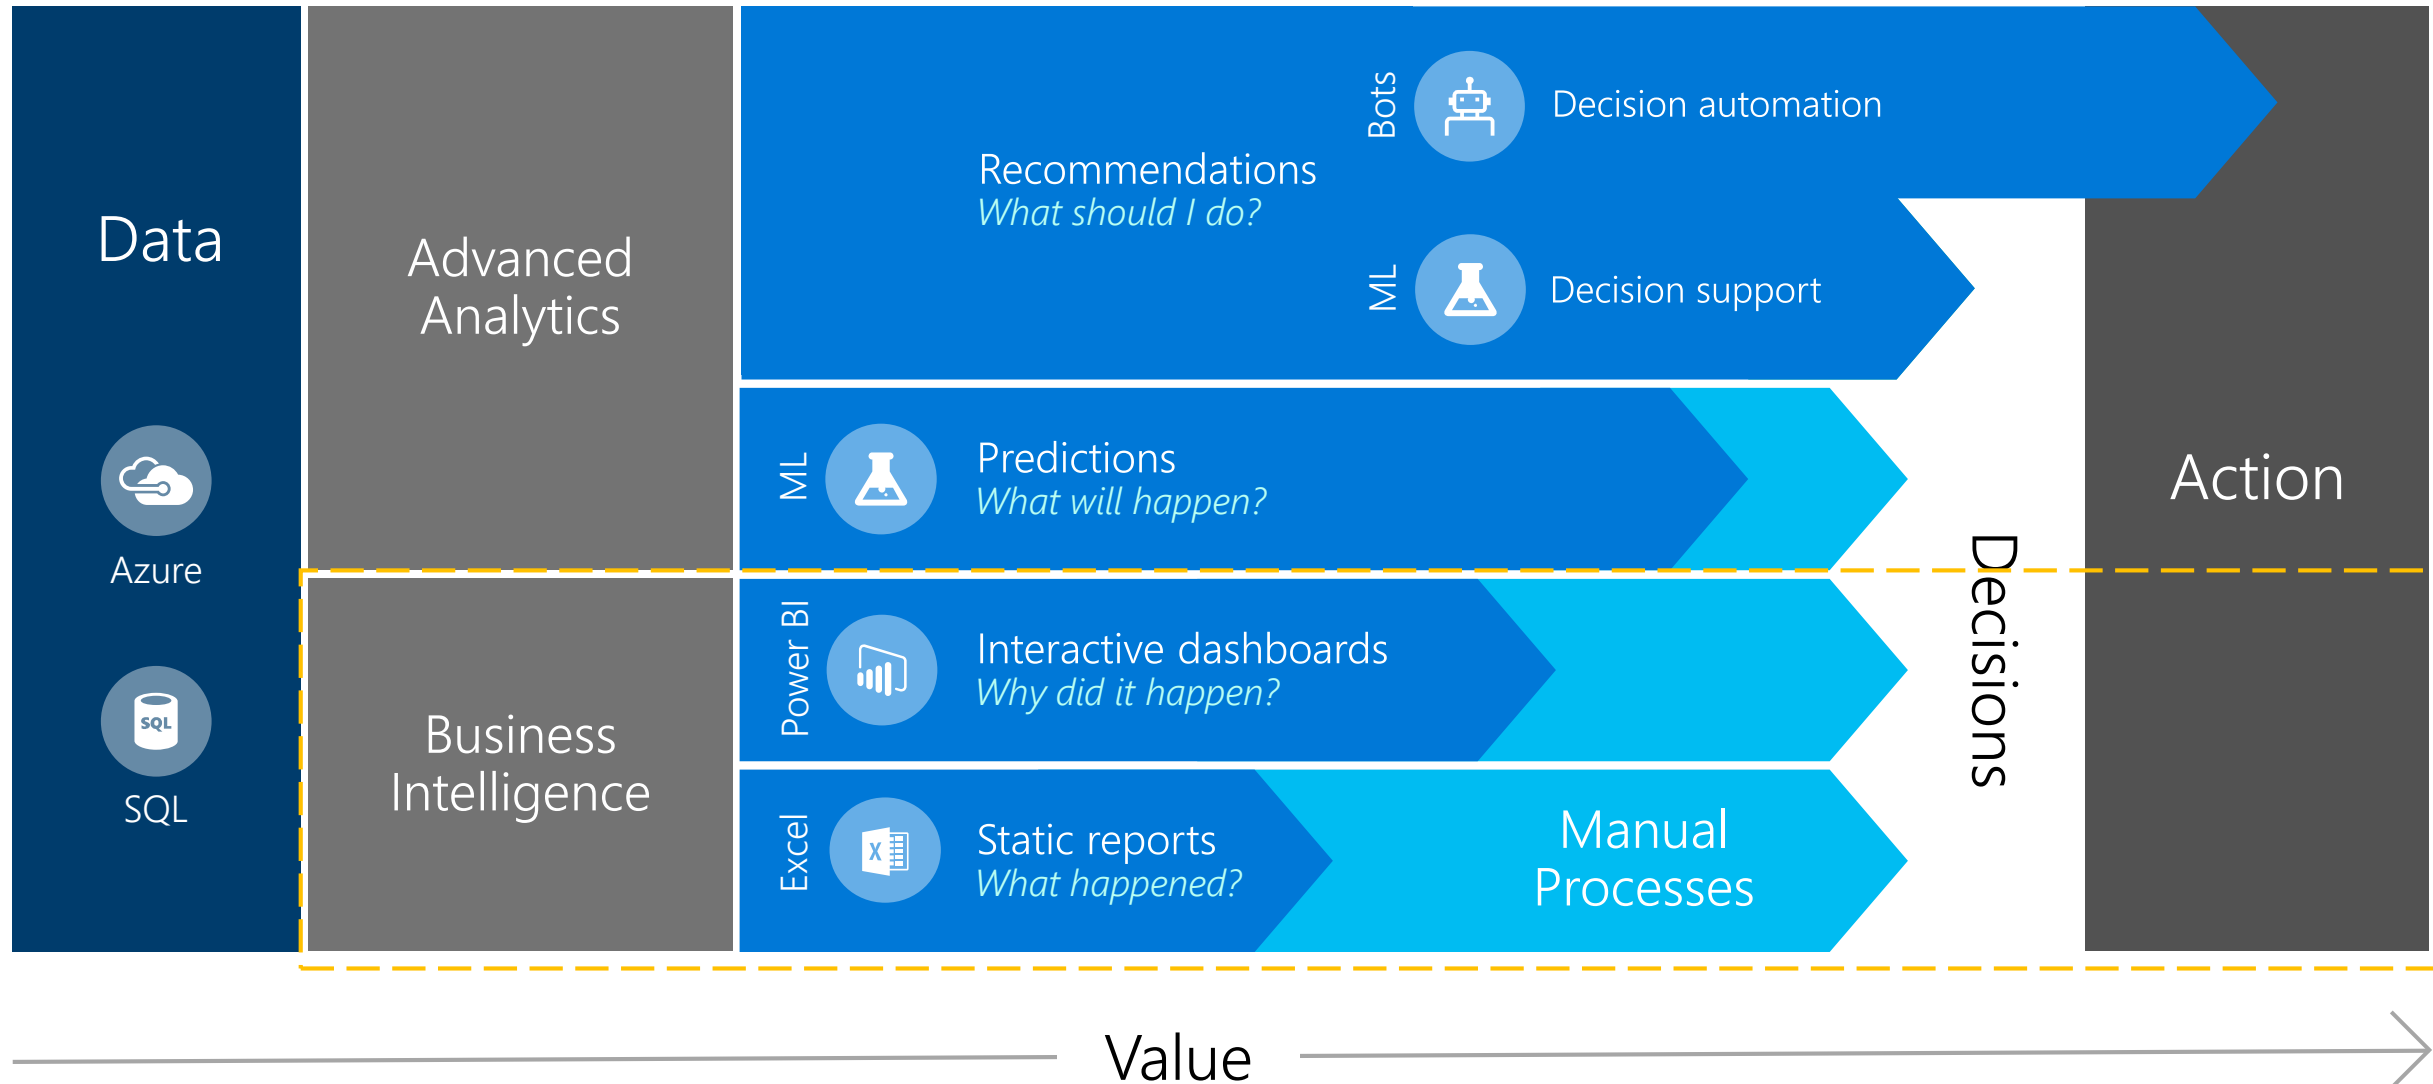 Data
Azure
SQL
SQL
Advanced
Analytics
Business
Intelligence
Recommendations
What should I do?
Bots
Decision automation
ML
Decision support
ML
Predictions
What will happen?
Power BI
Interactive dashboards
Why did it happen?
Excel
X
Static reports
What happened?
Manual
Processes
Decisions
Action
Value